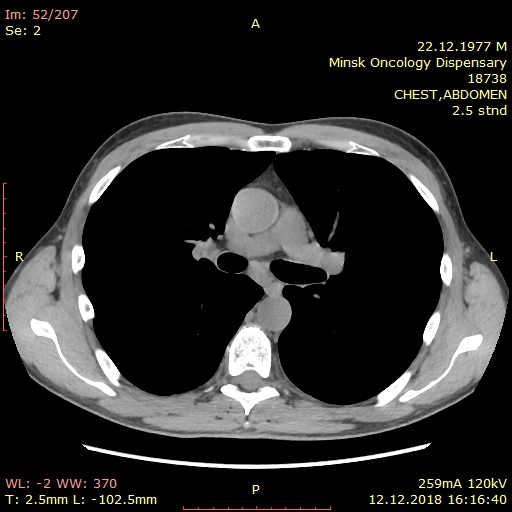 Im: 52/207
Se: 2
A
22.12.1977 M
Minsk Oncology Dispensary
18738
CHEST,ABDOMEN
2.5 stnd
R
L
WL: -2 WW: 370
T: 2.5mm L: -102.5mm
P
259mA 120kV
12.12.2018 16:16:40